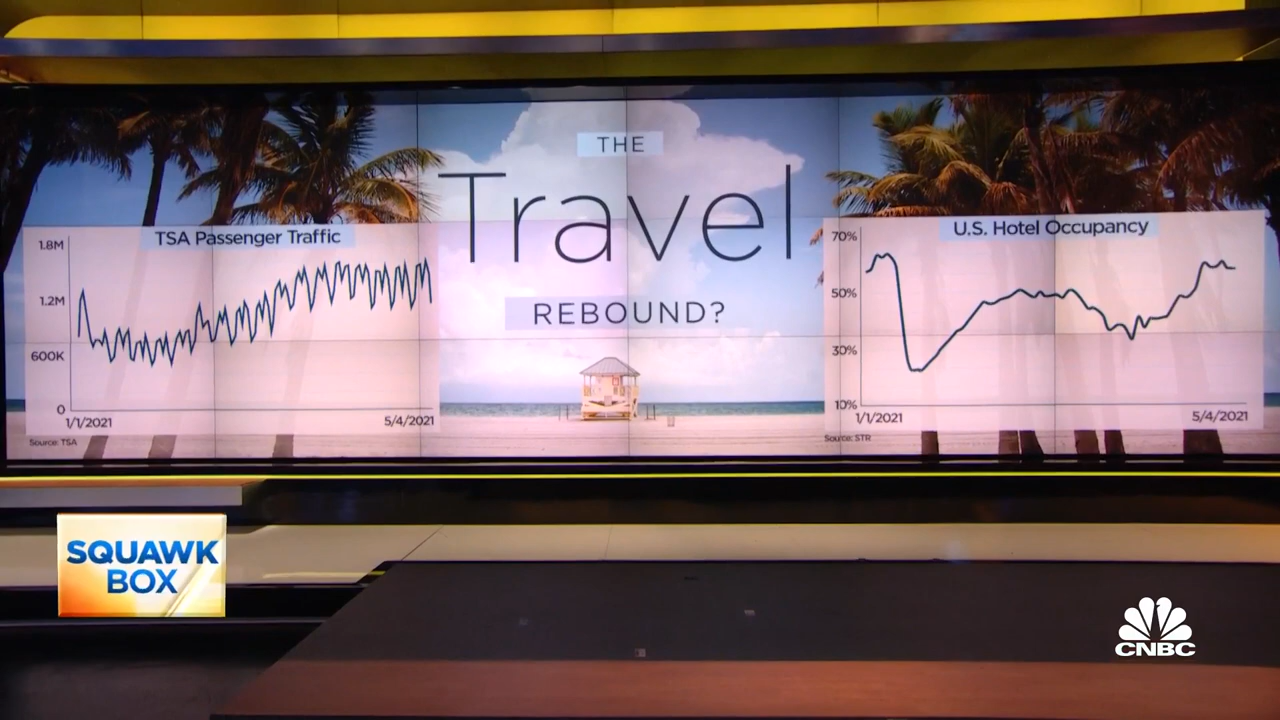 THE
Travel
REBOUND?
TSA Passenger Traffic
1.8M
1.2M
600K
0
1/1/2021
5/4/2021
Source: TSA
U.S. Hotel Occupancy
70%
50%
30%
10%
1/1/2021
5/4/2021
Source: STR
SQUAWK
BOX
CNBC